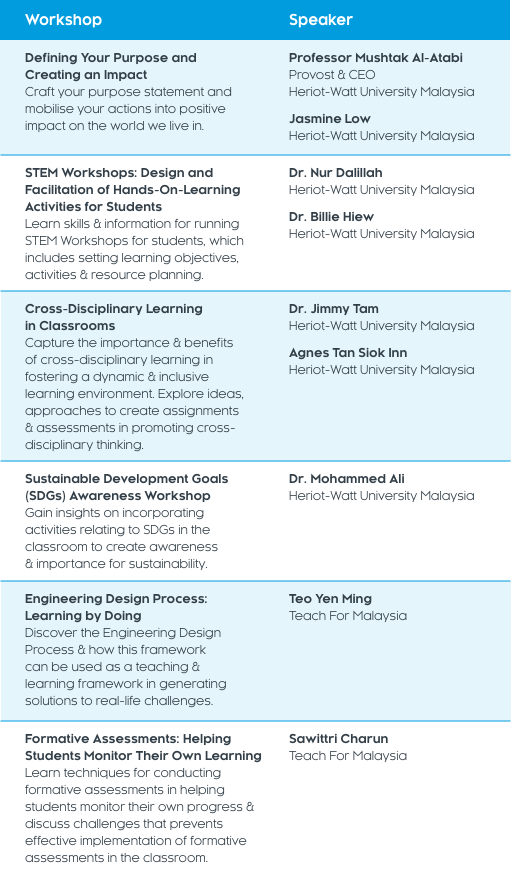 Workshop
Speaker
Defining Your Purpose and
Creating an Impact
Craft your purpose statement and
mobilise your actions into positive
impact on the world we live in.
Professor Mushtak Al-Atabi
Provost & CEO
Heriot-Watt University Malaysia
Jasmine Low
Heriot-Watt University Malaysia
STEM Workshops: Design and
Facilitation of Hands-On-Learning
Activities for Students
Learn skills & information for running
STEM Workshops for students, which
includes setting learning objectives,
activities & resource planning.
Dr. Nur Dalillah
Heriot-Watt University Malaysia
Dr. Billie Hiew
Heriot-Watt University Malaysia
Cross-Disciplinary Learning
in Classrooms
Capture the importance & benefits
of cross-disciplinary learning in
fostering a dynamic & inclusive
learning environment. Explore ideas,
approaches to create assignments
& assessments in promoting cross-
disciplinary thinking.
Dr. Jimmy Tam
Heriot-Watt University Malaysia
Agnes Tan Siok Inn
Heriot-Watt University Malaysia
Sustainable Development Goals
(SDGs) Awareness Workshop
Gain insights on incorporating
activities relating to SDGs in the
classroom to create awareness
& importance for sustainability.
Dr. Mohammed Ali
Heriot-Watt University Malaysia
Engineering Design Process:
Learning by Doing
Discover the Engineering Design
Process & how this framework
can be used as a teaching &
learning framework in generating
solutions to real-life challenges.
Teo Yen Ming
Teach For Malaysia
Formative Assessments: Helping
Students Monitor Their Own Learning
Learn techniques for conducting
formative assessments in helping
students monitor their own progress &
discuss challenges that prevents
effective implementation of formative
assessments in the classroom.
Sawittri Charun
Teach For Malaysia